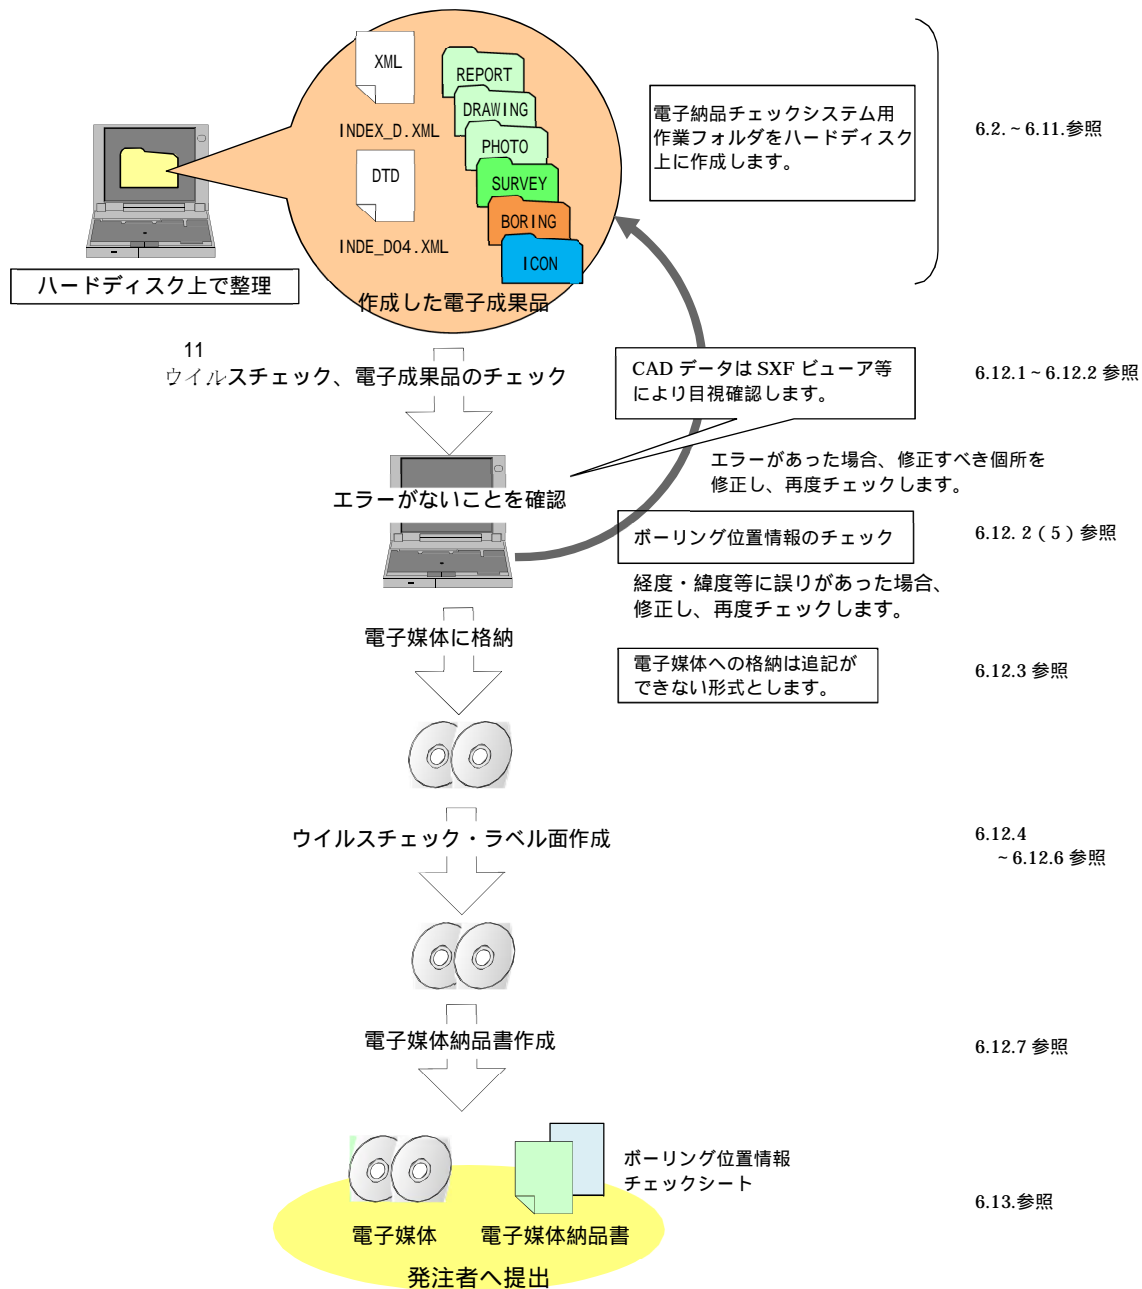 XML
INDEX_D.XML
DTD
INDE_D04.XML
REPORT
DRAWING
PHOTO
SURVEY
BORING
ICON
作成した電子成果品
ハードディスク上で整理
電子納品チェックシステム用
作業フォルダをハードディスク
上に作成します。
6.2.~6.11.参照
11
ウイルスチェック、電子成果品のチェック
CAD データは SXF ビューア等
により目視確認します。
6.12.1~6.12.2 参照
エラーがないことを確認
エラーがあった場合、修正すべき個所を
修正し、再度チェックします。
ボーリング位置情報のチェック
6.12. 2 ( 5 ) 参照
経度・緯度等に誤りがあった場合、
修正し、再度チェックします。
電子媒体に格納
電子媒体への格納は追記が
できない形式とします。
6.12.3 参照
ウイルスチェック・ラベル面作成
6.12.4
~6.12.6 参照
電子媒体納品書作成
6.12.7 参照
ボーリング位置情報
チェックシート
6.13.参照
電子媒体
電子媒体納品書
発注者へ提出